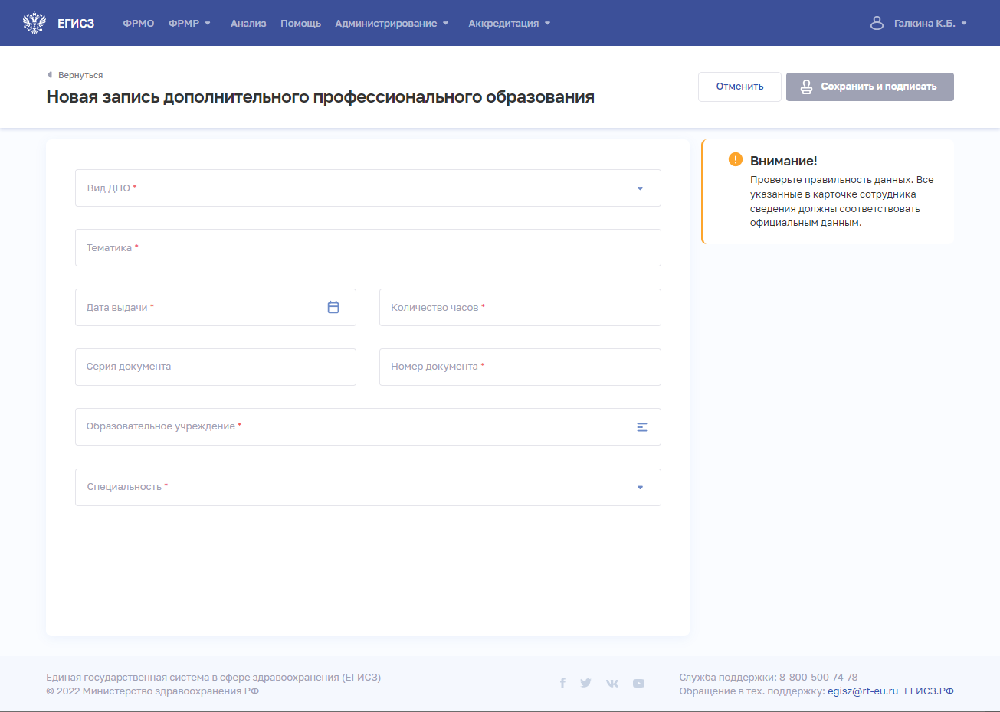 ЕГИСЗ ФРМО ФРМР Анализ Помощь Администрирование Аккредитация Галкина К.Б.
Вернуться
Новая запись дополнительного профессионального образования
Отменить Сохранить и подписать
Вид ДПО *
Тематика *
Дата выдачи * Количество часов *
Серия документа Номер документа *
Образовательное учреждение *
Специальность *
Внимание!
Проверьте правильность данных. Все
указанные в карточке сотрудника
сведения должны соответствовать
официальным данным.
Единая государственная система в сфере здравоохранения (ЕГИСЗ)
© 2022 Министерство здравоохранения РФ
Служба поддержки: 8-800-500-74-78
Обращение в тех. поддержку: egisz@rt-eu.ru ЕГИСЗ.РФ